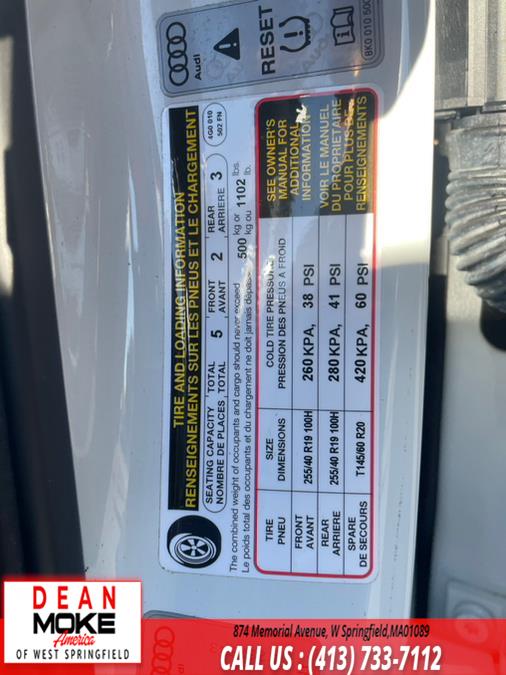 Audi
RESET
8K0 010 500
TIRE AND LOADING INFORMATION
RENSEIGNEMENTS SUR LES PNEUS ET LE CHARGEMENT
4G0 010
502 FN
SEATING CAPACITY TOTAL 5 FRONT 2 REAR 3
NOMBRE DE PLACES TOTAL AVANT ARRIERE
The combined weight of occupants and cargo should never exceed 500 kg or 1102 lbs.
Le poids total des occupants et du chargement ne doit jamais dépasser kg ou lb.
TIRE SIZE COLD TIRE PRESSURE
PNEU DIMENSIONS PRESSION DES PNEUS A FROID
FRONT 255/40 R19 100H 260 KPA, 38 PSI
AVANT
REAR 255/40 R19 100H 280 KPA, 41 PSI
ARRIERE
SPARE T145/60 R20 420 KPA, 60 PSI
DE SECOURS
SEE OWNER'S
MANUAL FOR
ADDITIONAL
INFORMATION
VOIR LE MANUEL
DU PROPRIETAIRE
POUR PLUS DE
RENSEIGNEMENTS
DEAN
MOKE
America
OF WEST SPRINGFIELD
874 Memorial Avenue, W Springfield,MA01089
CALL US : (413) 733-7112